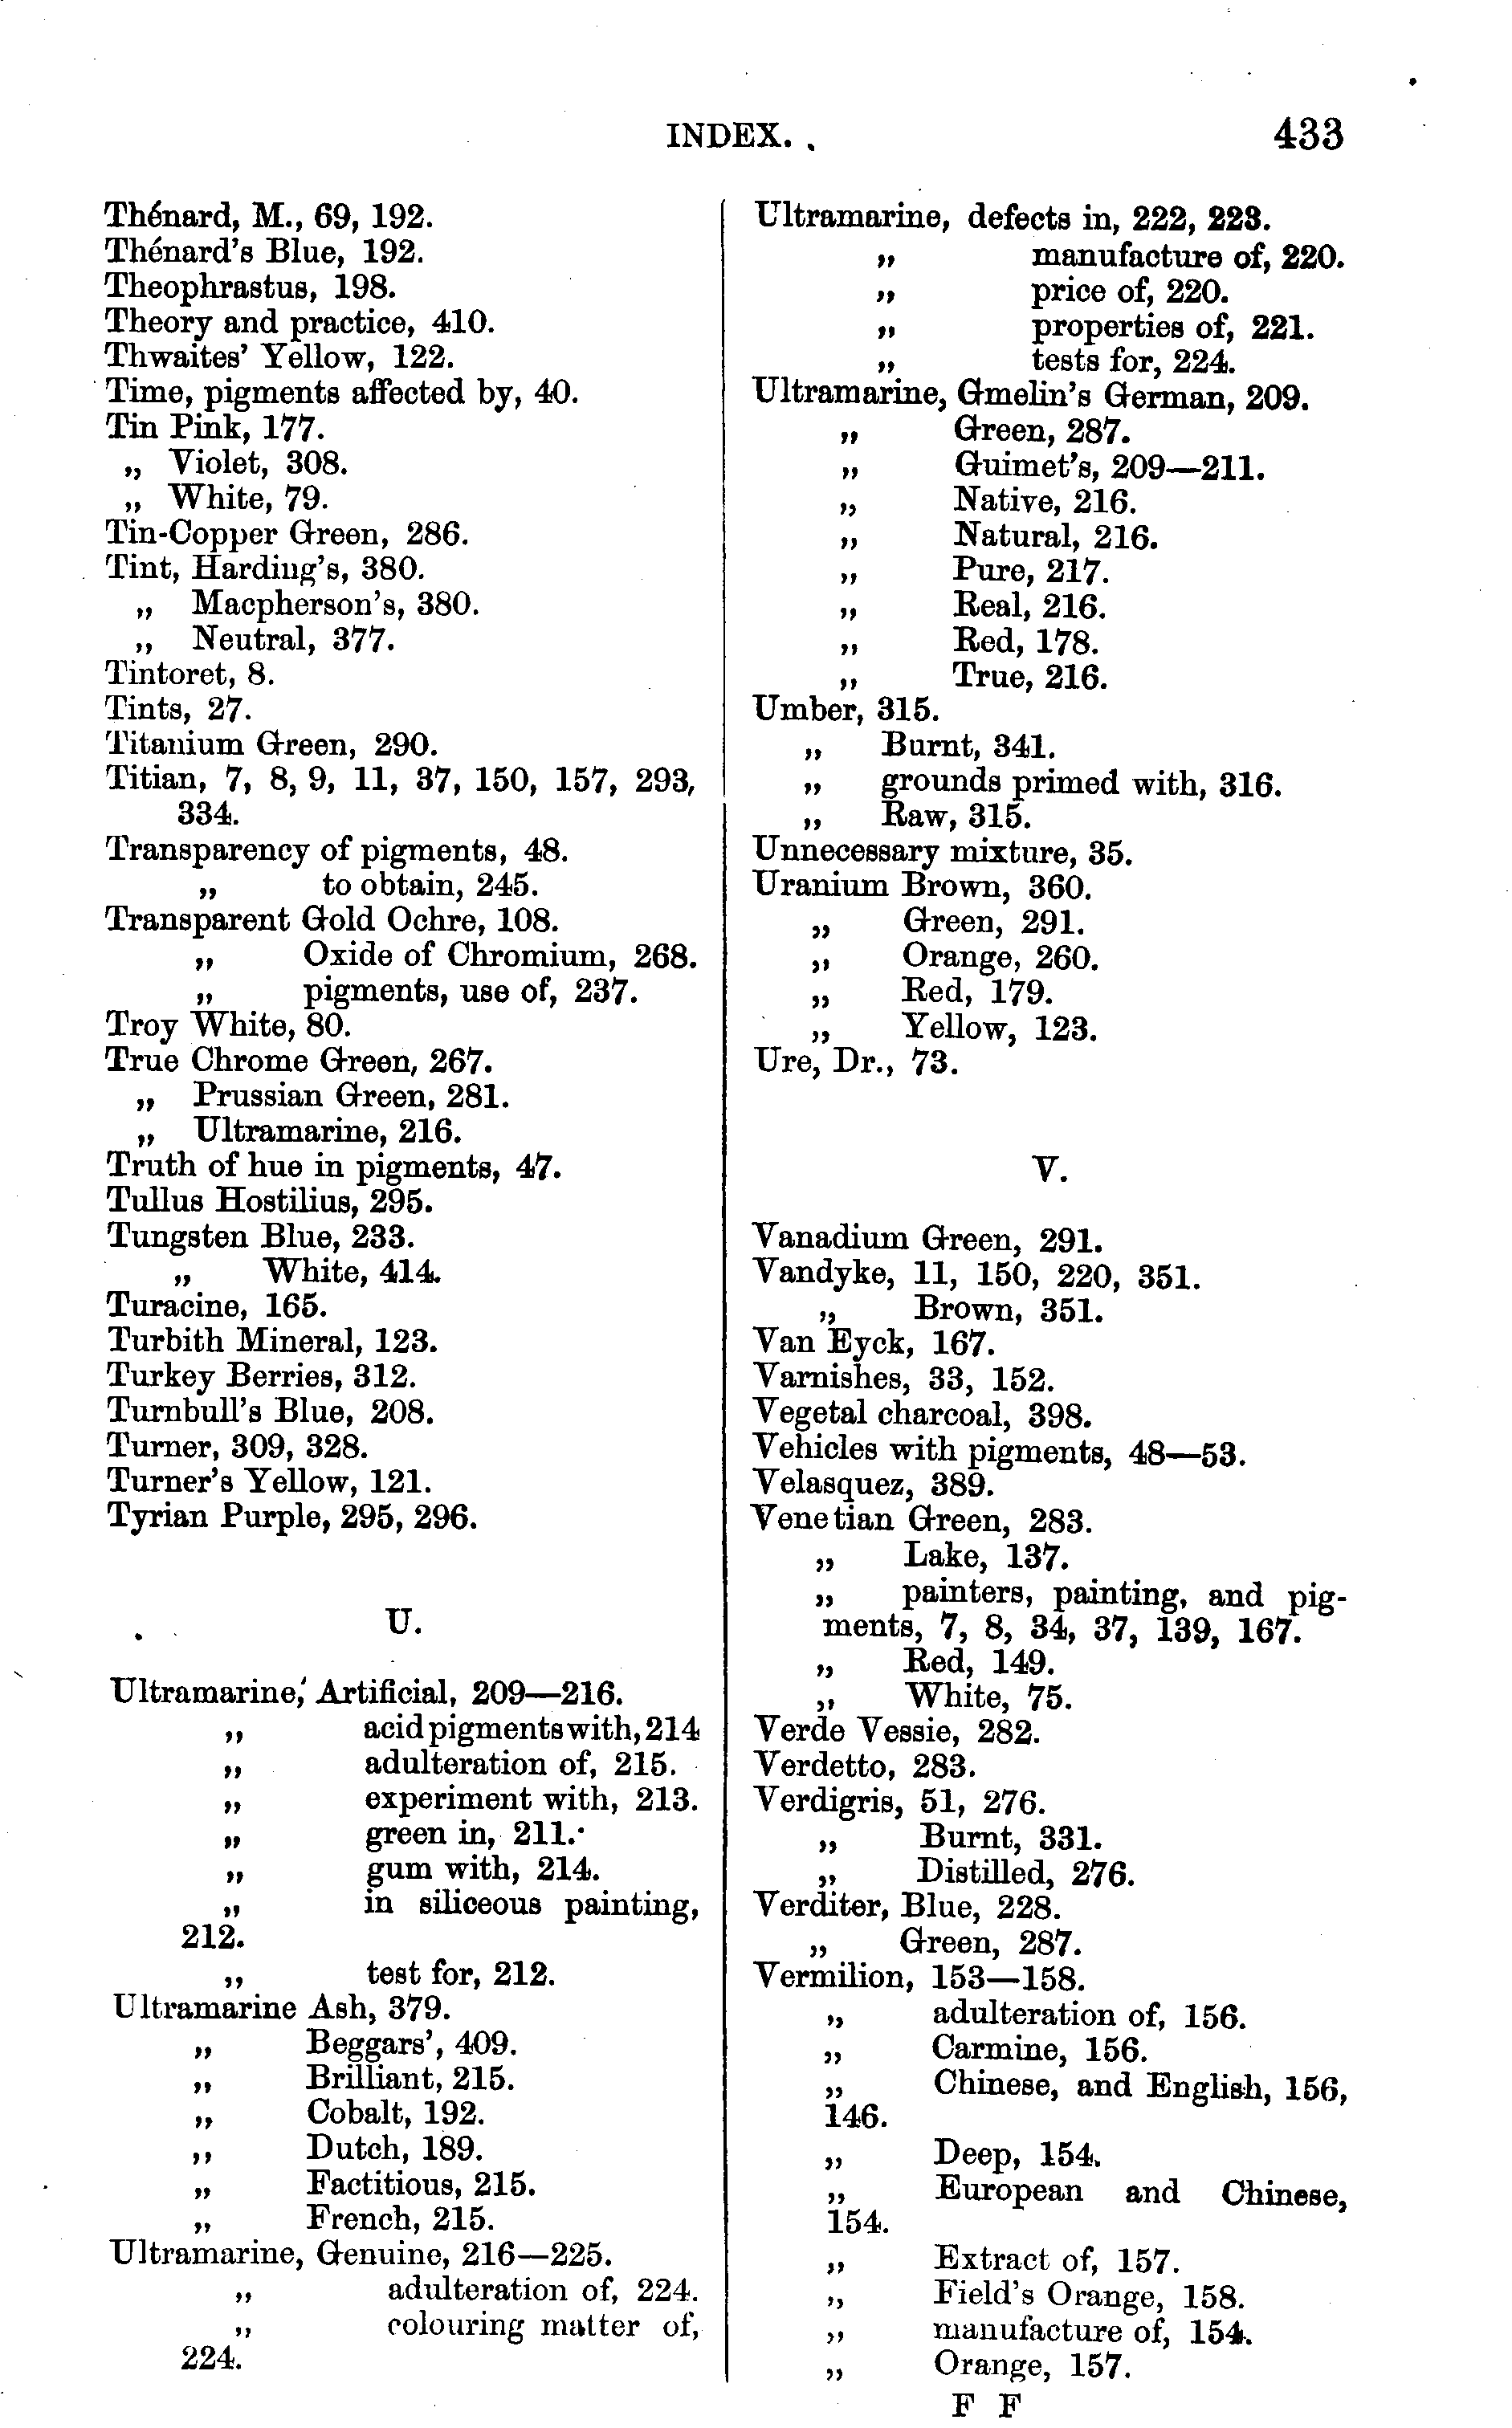 INDEX.
433
Thénard, M., 69, 192.
Thénard's Blue, 192.
Theophrastus, 198.
Theory and practice, 410.
Thwaites' Yellow, 122.
Time, pigments affected by, 40.
Tin Pink, 177.
„ Violet, 308.
„ White, 79.
Tin-Copper Green, 286.
Tint, Harding's, 380.
„ Macpherson's, 380.
„ Neutral, 377.
Tintoret, 8.
Tints, 27.
Titanium Green, 290.
Titian, 7, 8, 9, 11, 37, 150, 157, 293,
334.
Transparency of pigments, 48.
„ to obtain, 245.
Transparent Gold Ochre, 108.
„ Oxide of Chromium, 268.
„ pigments, use of, 237.
Troy White, 80.
True Chrome Green, 267.
„ Prussian Green, 281.
„ Ultramarine, 216.
Truth of hue in pigments, 47.
Tullus Hostilius, 295.
Tungsten Blue, 233.
„ White, 414.
Turacine, 165.
Turbith Mineral, 123.
Turkey Berries, 312.
Turnbull's Blue, 208.
Turner, 309, 328.
Turner's Yellow, 121.
Tyrian Purple, 295, 296.
U.
Ultramarine, Artificial, 209—216.
„ acid pigments with, 214
„ adulteration of, 215.
„ experiment with, 213.
„ green in, 211.
„ gum with, 214.
„ in siliceous painting,
212.
„ test for, 212.
Ultramarine Ash, 379.
„ Beggars', 409.
„ Brilliant, 215.
„ Cobalt, 192.
„ Dutch, 189.
„ Factitious, 215.
„ French, 215.
Ultramarine, Genuine, 216—225.
„ adulteration of, 224.
„ colouring matter of,
224.
Ultramarine, defects in, 222, 223.
„ manufacture of, 220.
„ price of, 220.
„ properties of, 221.
„ tests for, 224.
Ultramarine, Gmelin's German, 209.
„ Green, 287.
„ Guimet's, 209—211.
„ Native, 216.
„ Natural, 216.
„ Pure, 217.
„ Real, 216.
„ Red, 178.
„ True, 216.
Umber, 315.
„ Burnt, 341.
„ grounds primed with, 316.
„ Raw, 315.
Unnecessary mixture, 35.
Uranium Brown, 360.
„ Green, 291.
„ Orange, 260.
„ Red, 179.
„ Yellow, 123.
Ure, Dr., 73.
V.
Vanadium Green, 291.
Vandyke, 11, 150, 220, 351.
„ Brown, 351.
Van Eyck, 167.
Varnishes, 33, 152.
Vegetal charcoal, 398.
Vehicles with pigments, 48—53.
Velasquez, 389.
Venetian Green, 283.
„ Lake, 137.
„ painters, painting, and pig-
ments, 7, 8, 34, 37, 139, 167.
„ Red, 149.
„ White, 75.
Verde Vessie, 282.
Verdetto, 283.
Verdigris, 51, 276.
„ Burnt, 331.
„ Distilled, 276.
Verditer, Blue, 228.
„ Green, 287.
Vermilion, 153—158.
„ adulteration of, 156.
„ Carmine, 156.
„ Chinese, and English, 156,
146.
„ Deep, 154.
„ European and Chinese,
154.
„ Extract of, 157.
„ Field's Orange, 158.
„ manufacture of, 154.
„ Orange, 157.
F F